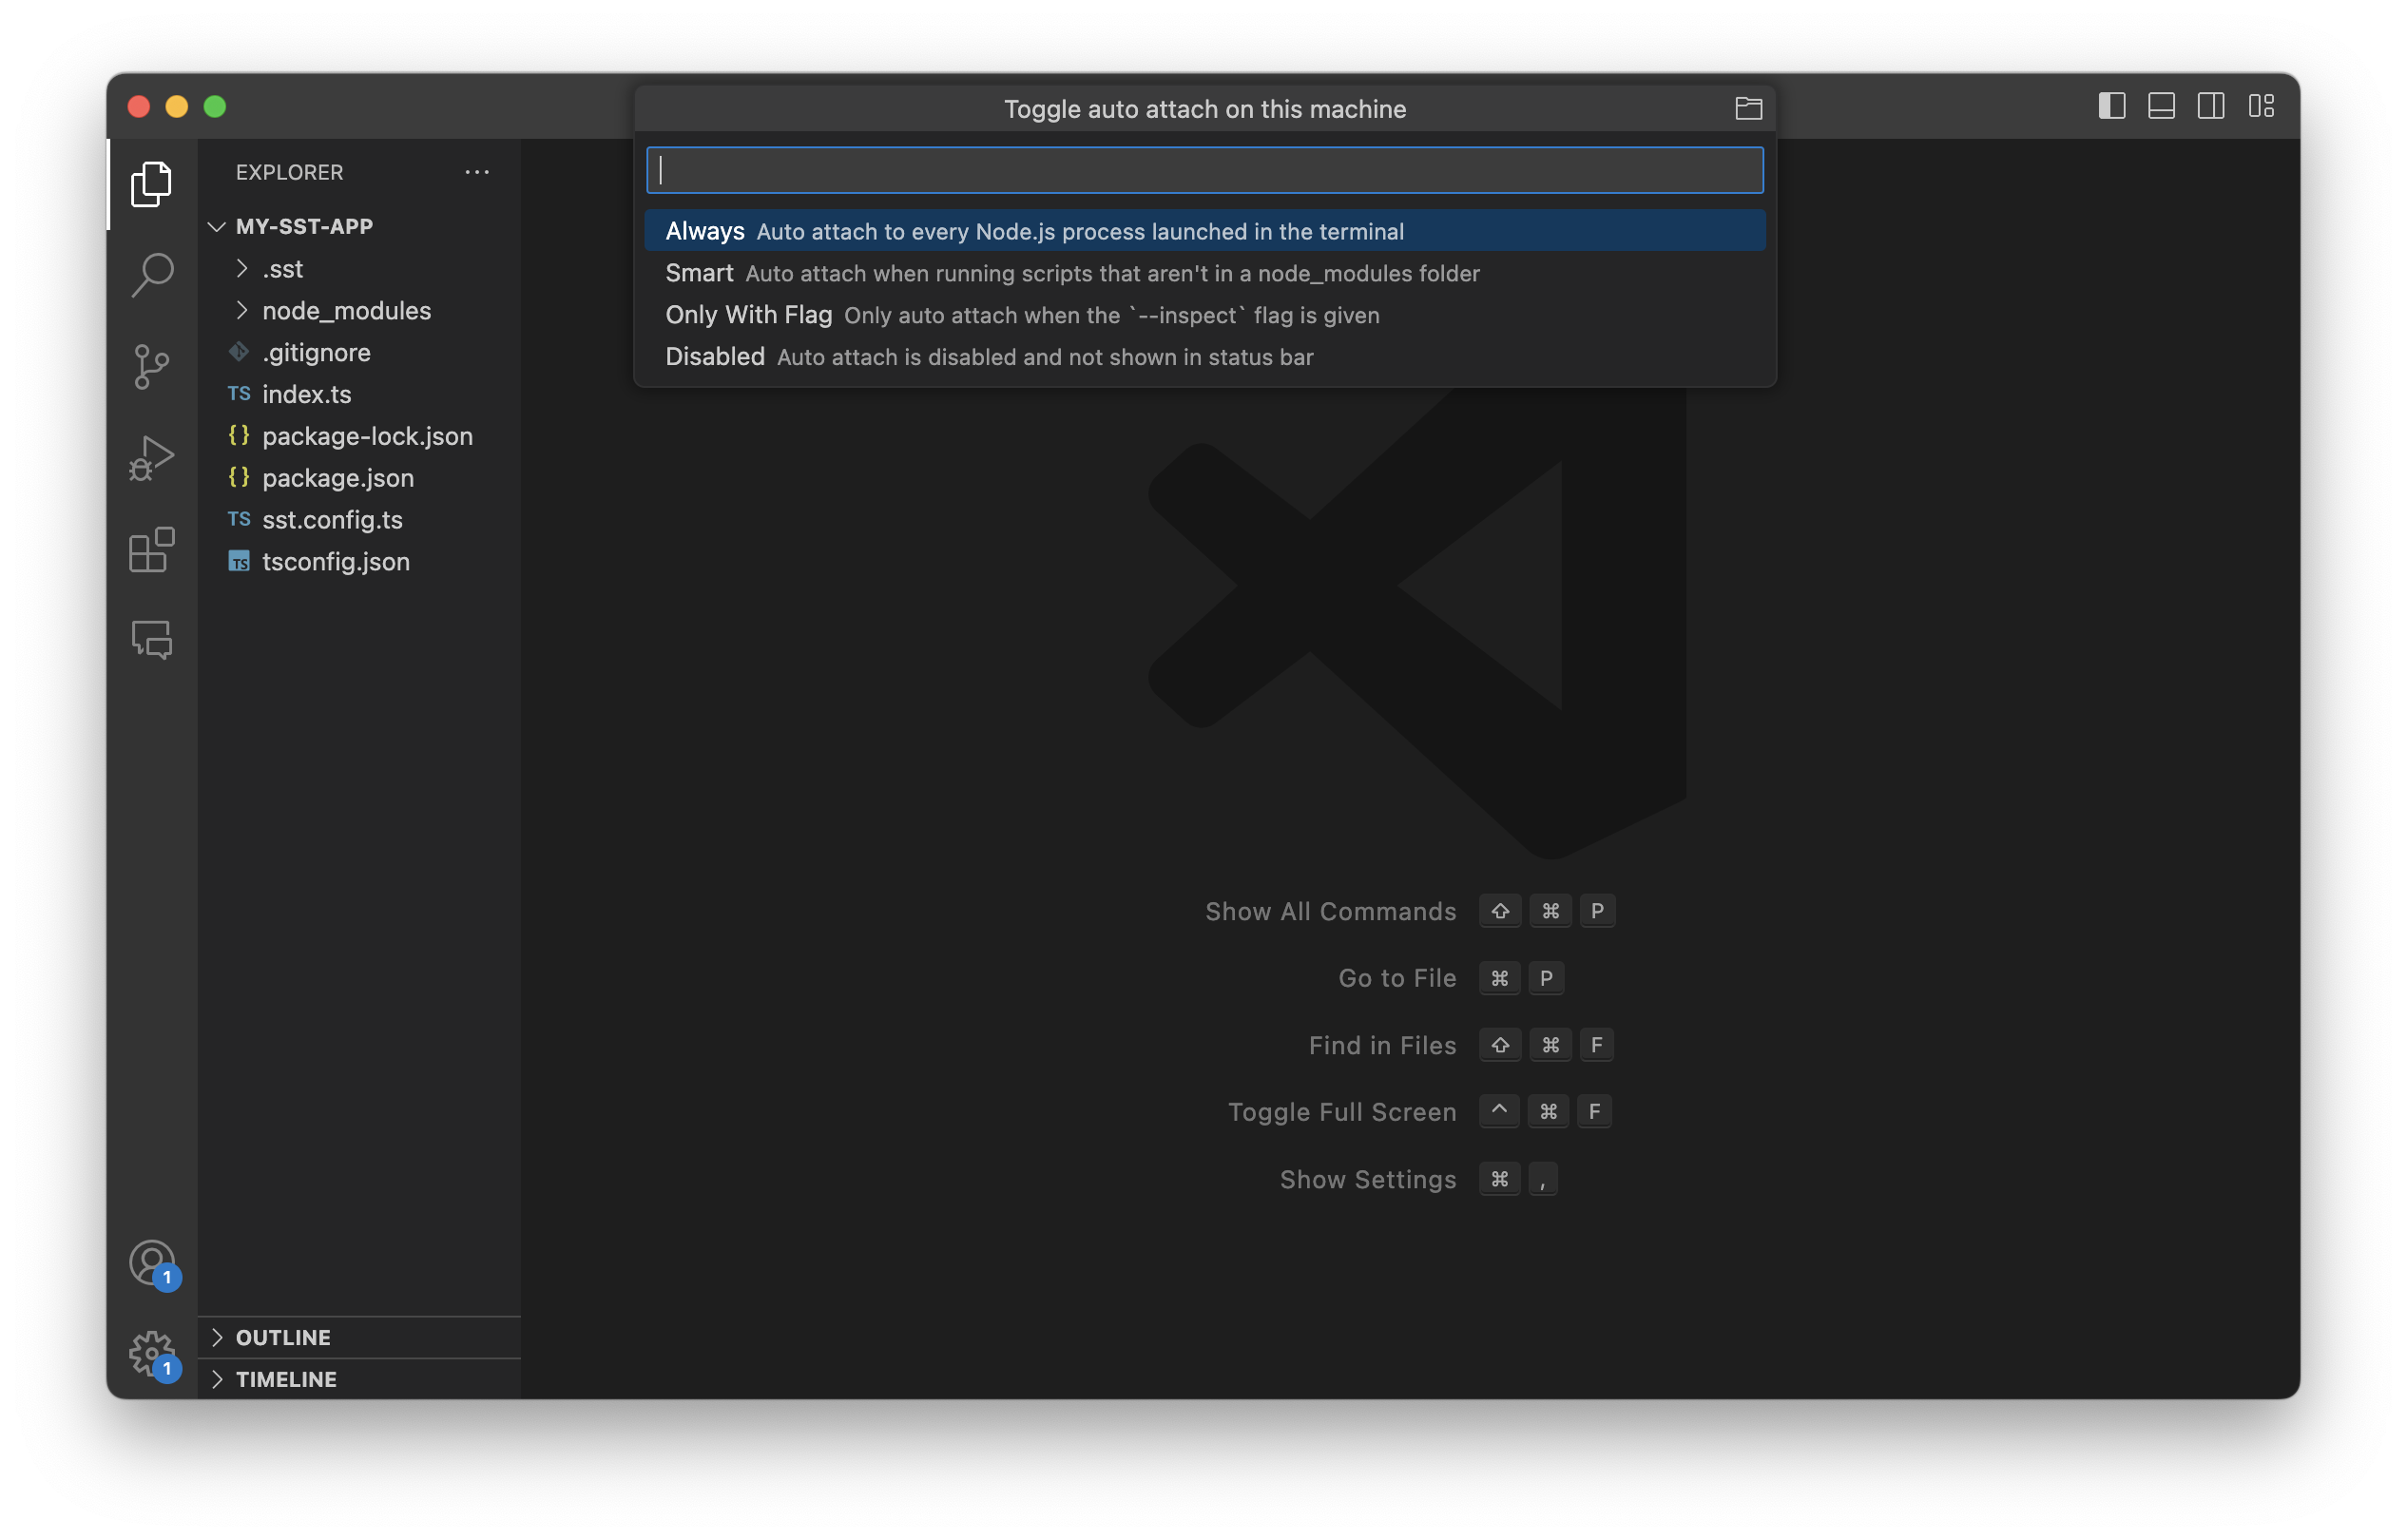 Toggle auto attach on this machine
Always Auto attach to every Node.js process launched in the terminal
Smart Auto attach when running scripts that aren't in a node_modules folder
Only With Flag Only auto attach when the `--inspect` flag is given
Disabled Auto attach is disabled and not shown in status bar
EXPLORER
MY-SST-APP
.sst
node_modules
.gitignore
TS index.ts
{} package-lock.json
{} package.json
TS sst.config.ts
TS tsconfig.json
Show All Commands ⇧ ⌘ P
Go to File ⌘ P
Find in Files ⇧ ⌘ F
Toggle Full Screen ^ ⌘ F
Show Settings ⌘ ,
1
1
OUTLINE
TIMELINE